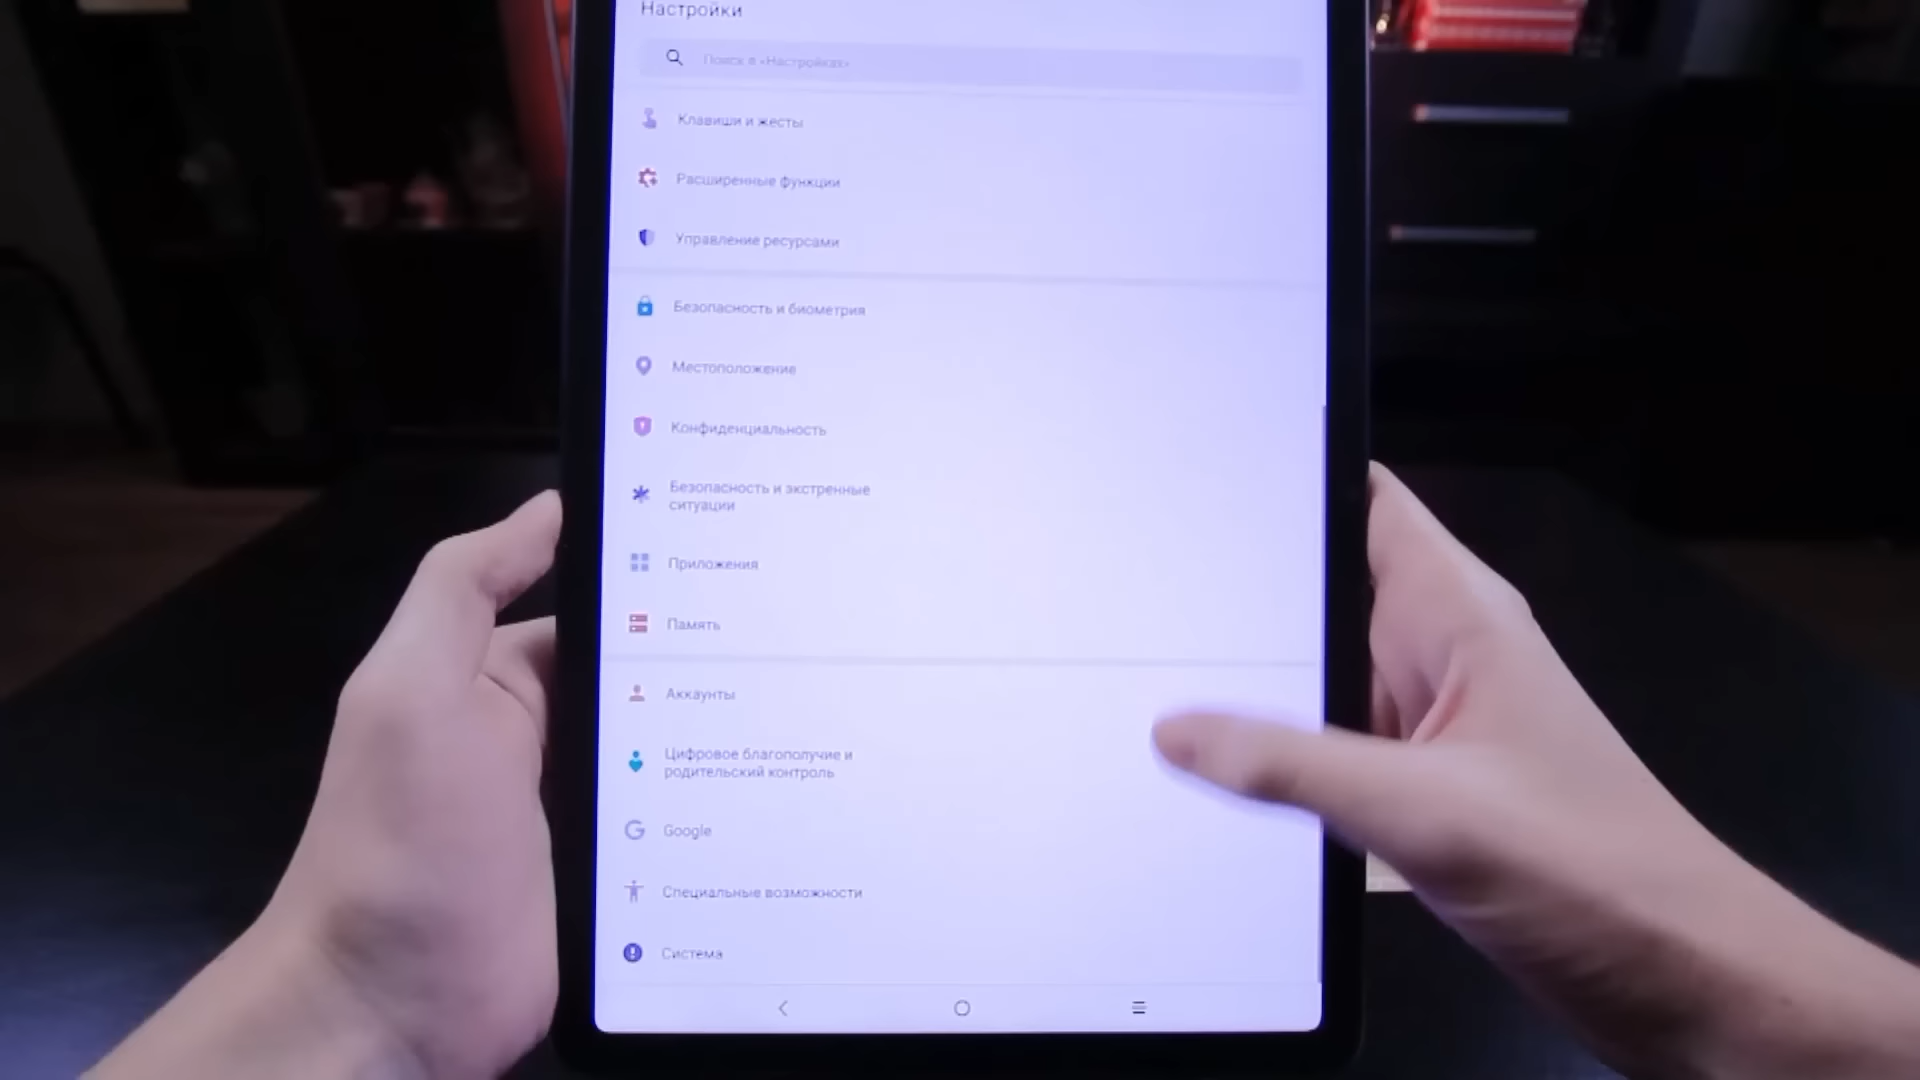 Настройки
Поиск в «Настройках»
Клавиши и жесты
Расширенные функции
Управление ресурсами
Безопасность и биометрия
Местоположение
Конфиденциальность
Безопасность и экстренные
ситуации
Приложения
Память
Аккаунты
Цифровое благополучие и
родительский контроль
Google
Специальные возможности
Система